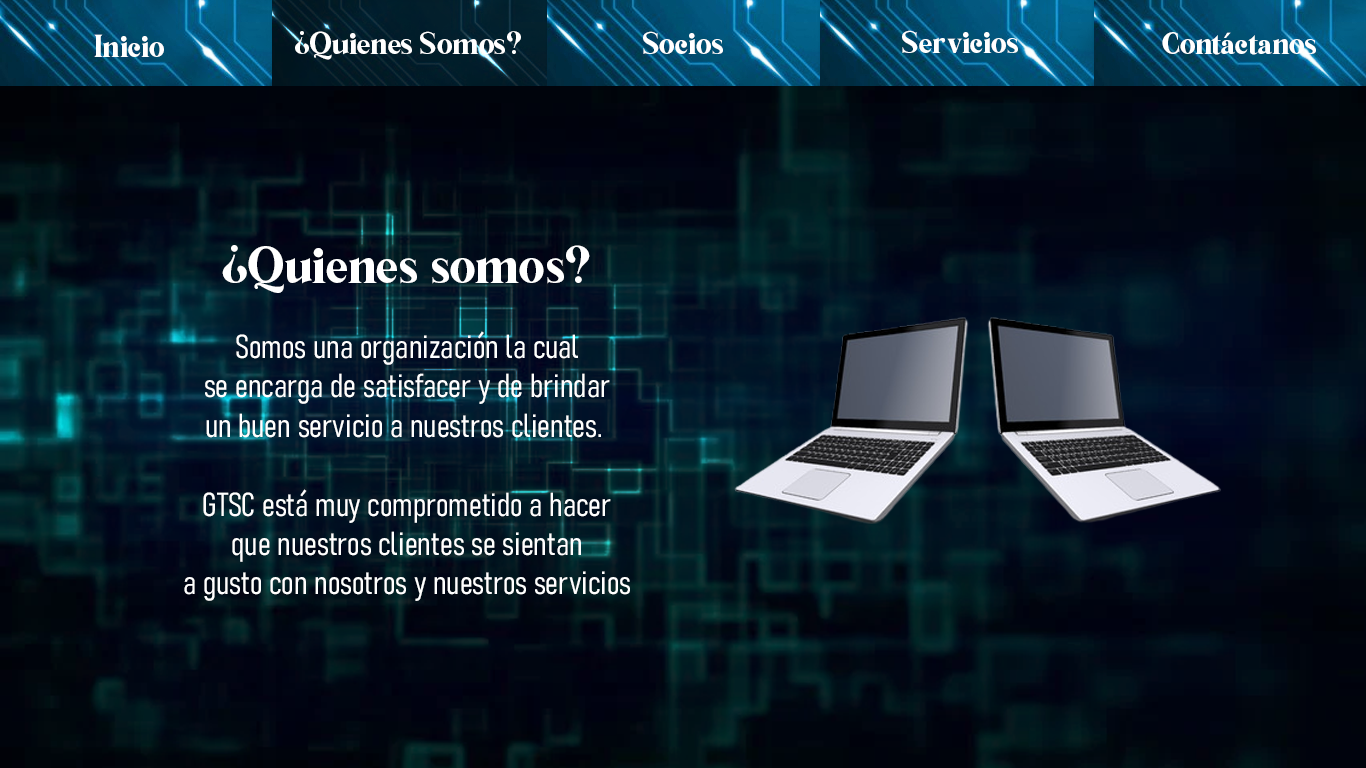 Inicio
¿Quienes Somos?
Socios
Servicios
Contáctanos
¿Quienes somos?
Somos una organización la cual
se encarga de satisfacer y de brindar
un buen servicio a nuestros clientes.
GTSC está muy comprometido a hacer
que nuestros clientes se sientan
a gusto con nosotros y nuestros servicios